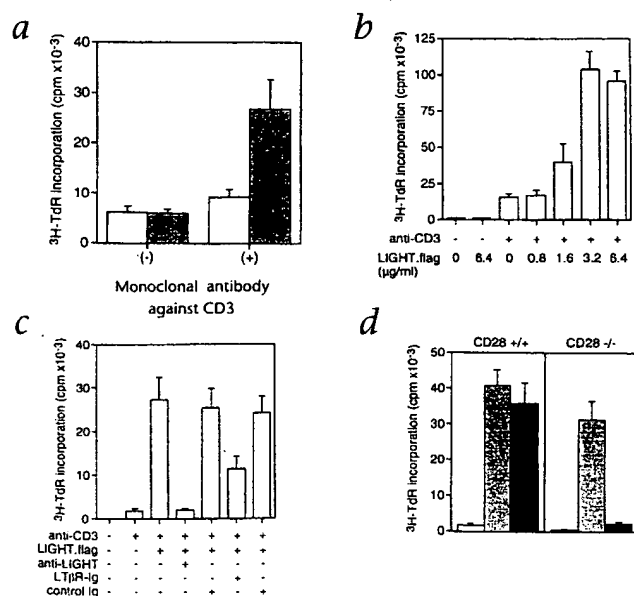 a
³H-TdR incorporation (cpm x10⁻³)
40
30
20
10
0
(-)
(+)
Monoclonal antibody
against CD3
b
³H-TdR incorporation (cpm x10⁻³)
125
100
75
50
25
0
anti-CD3 - - + + + + +
LIGHT.flag 0 6.4 0 0.8 1.6 3.2 6.4
(µg/ml)
c
³H-TdR incorporation (cpm x10⁻³)
40
30
20
10
0
anti-CD3 - + + + + + +
LIGHT.flag - - + + + + +
anti-LIGHT - - - + - - -
LTβR-Ig - - - - - + -
control Ig - - - - + - +
d
CD28 +/+ CD28 -/-
³H-TdR incorporation (cpm x10⁻³)
50
40
30
20
10
0